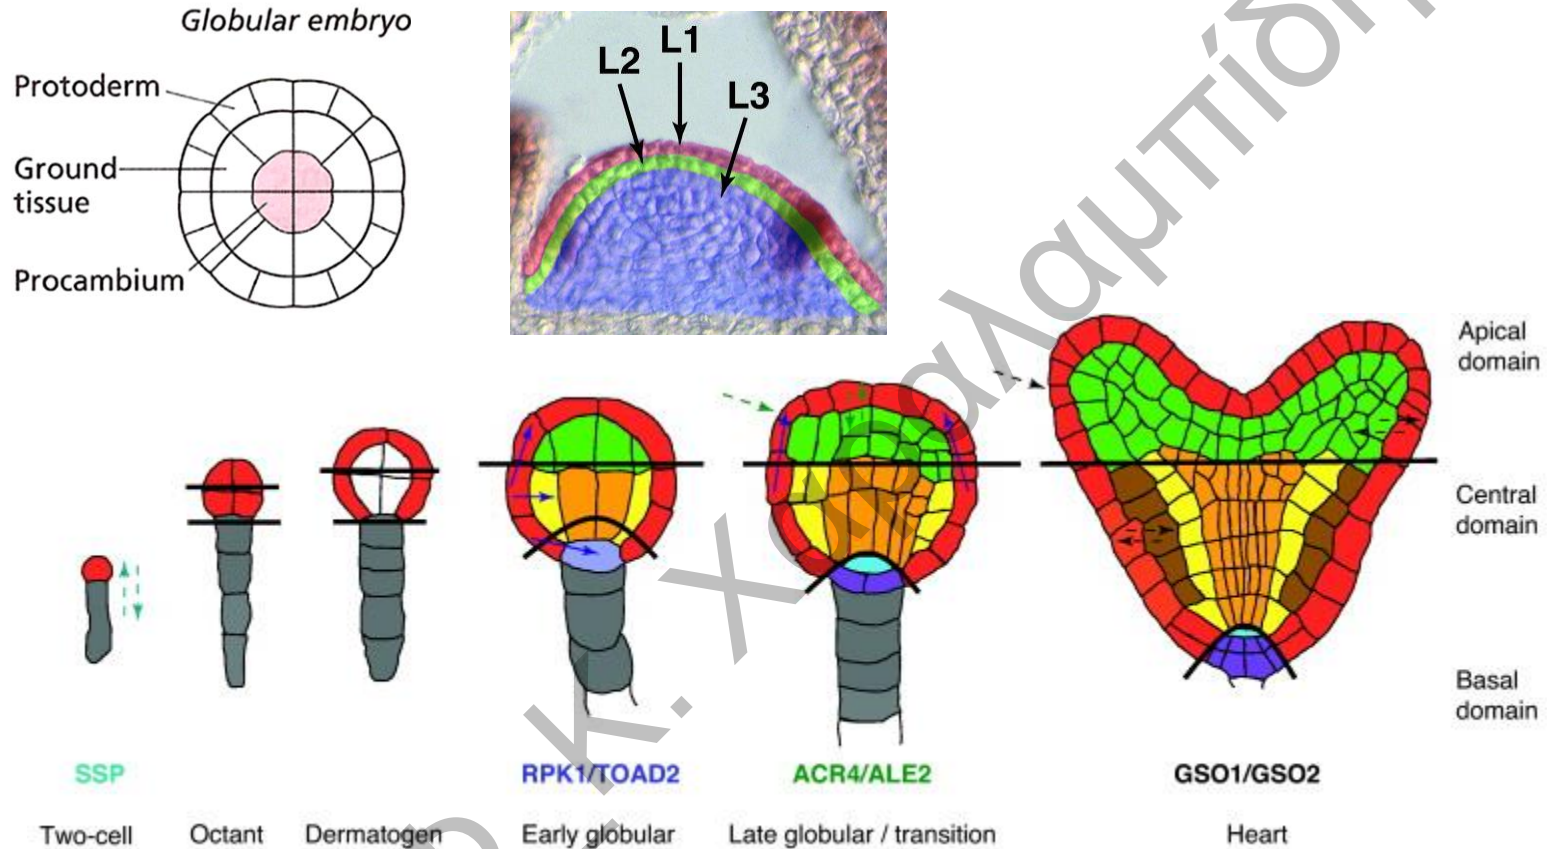 Globular embryo
Protoderm
Ground
tissue
Procambium
L1
L2
L3
Apical
domain
Central
domain
Basal
domain
SSP
RPK1/TOAD2
ACR4/ALE2
GSO1/GSO2
Two-cell
Octant
Dermatogen
Early globular
Late globular / transition
Heart
Κ. Χαραλαμπίδη